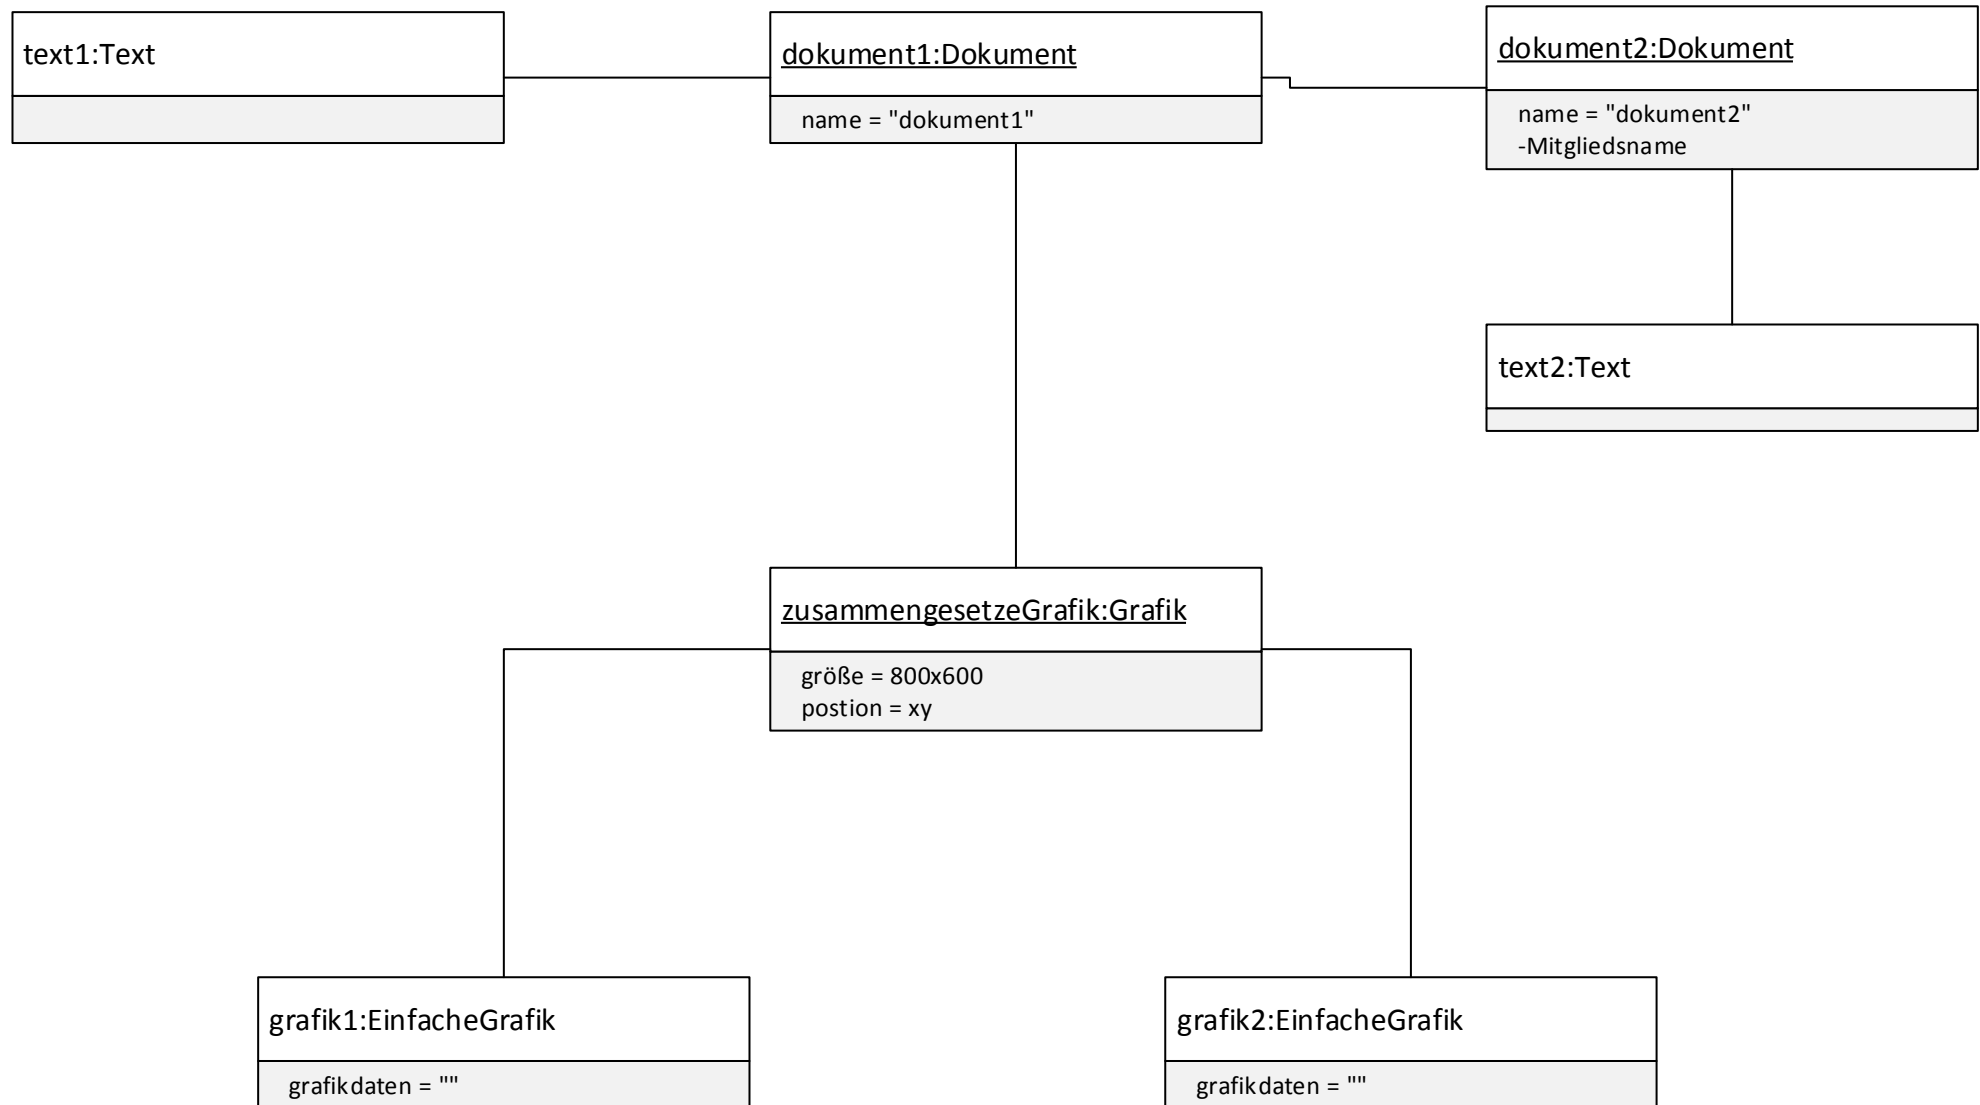 text1:Text
dokument1:Dokument
name = "dokument1"
dokument2:Dokument
name = "dokument2"
-Mitgliedsname
text2:Text
zusammengesetzeGrafik:Grafik
größe = 800x600
postion = xy
grafik1:EinfacheGrafik
grafikdaten = ""
grafik2:EinfacheGrafik
grafikdaten = ""